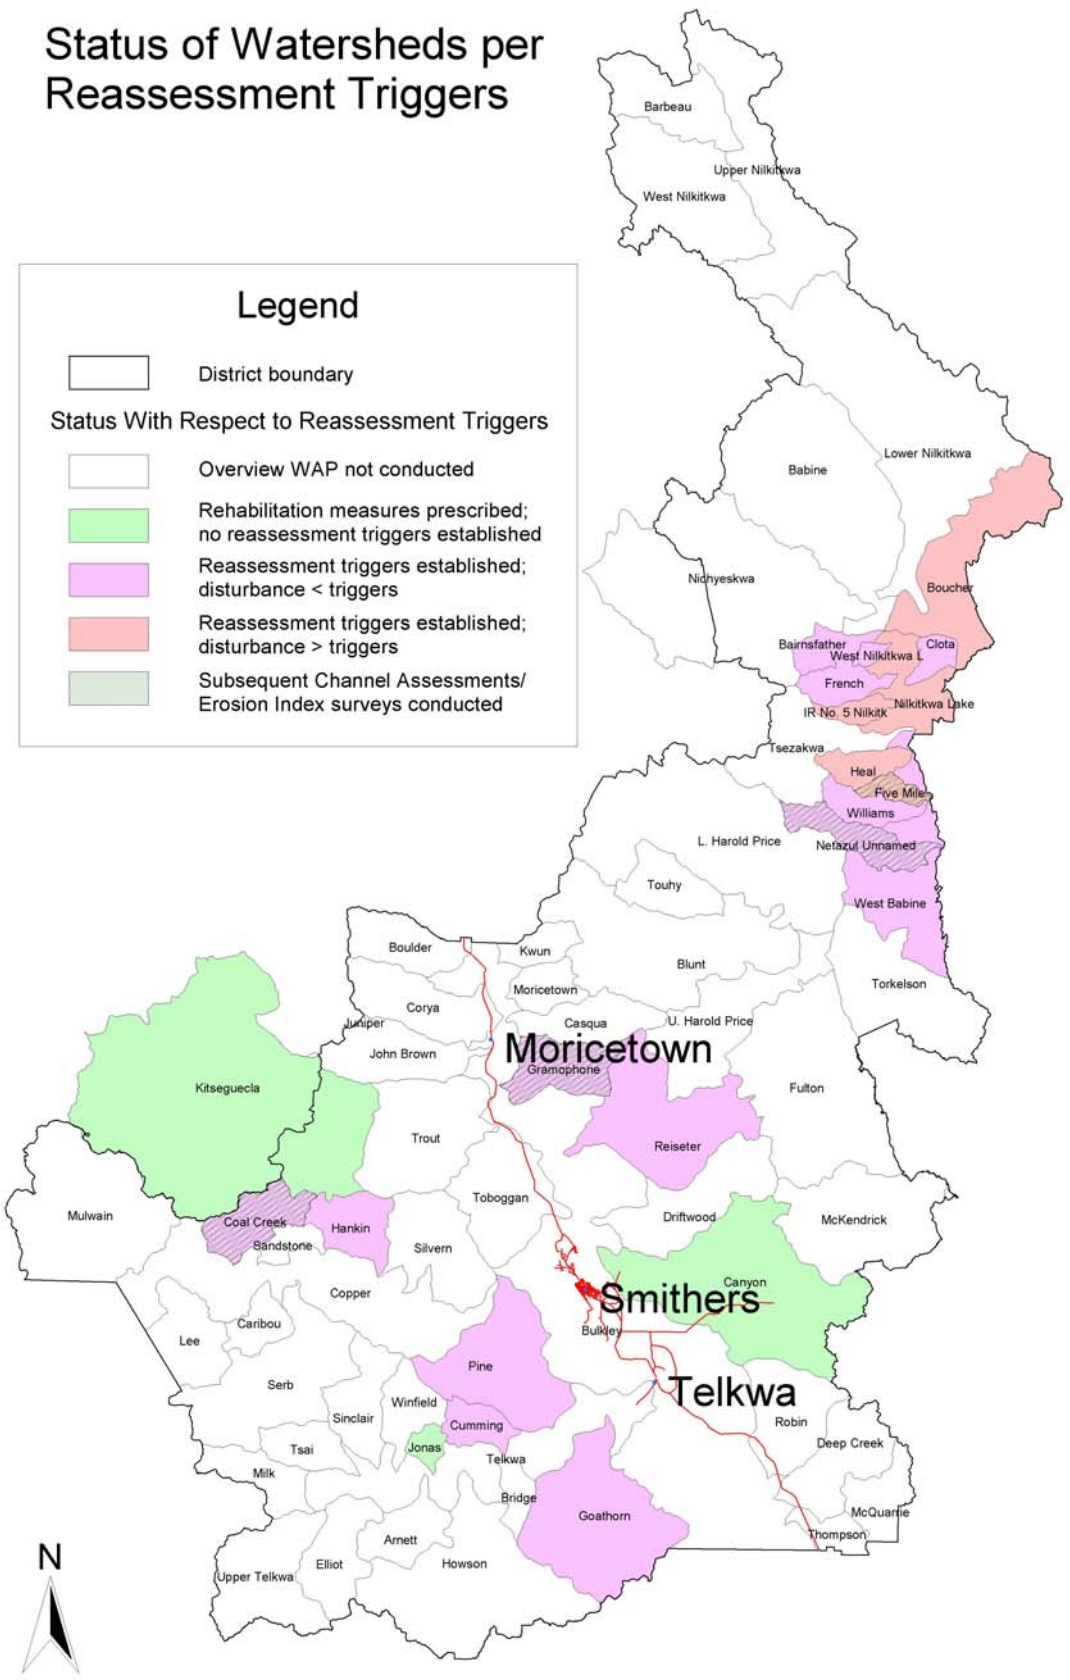 Status of Watersheds per
Reassessment Triggers
Legend
District boundary
Status With Respect to Reassessment Triggers
Overview WAP not conducted
Rehabilitation measures prescribed;
no reassessment triggers established
Reassessment triggers established;
disturbance < triggers
Reassessment triggers established;
disturbance > triggers
Subsequent Channel Assessments/
Erosion Index surveys conducted
Barbeau
Upper Nilkitkwa
West Nilkitkwa
Lower Nilkitkwa
Babine
Nichyeskwa
Boucher
Bairnsfather
Clota
West Nilkitkwa L
French
Nilkitkwa Lake
IR No. 5 Nilkitk
Tsezakwa
Heal
Five Mile
Williams
L. Harold Price
Netazul Unnamed
Touhy
West Babine
Boulder
Kwun
Blunt
Torkelson
Moricetown
Corya
Juniper
Casqua
U. Harold Price
Moricetown
John Brown
Gramophone
Kitseguecla
Fulton
Trout
Reiseter
Toboggan
Mulwain
Coal Creek
Hankin
Driftwood
McKendrick
Sandstone
Silvern
Canyon
Copper
Smithers
Caribou
Bulkley
Lee
Pine
Serb
Telkwa
Winfield
Sinclair
Cumming
Robin
Jonas
Deep Creek
Tsai
Telkwa
Milk
Bridge
Goathorn
McQuarrie
Thompson
Arnett
Howson
Elliot
Upper Telkwa
N